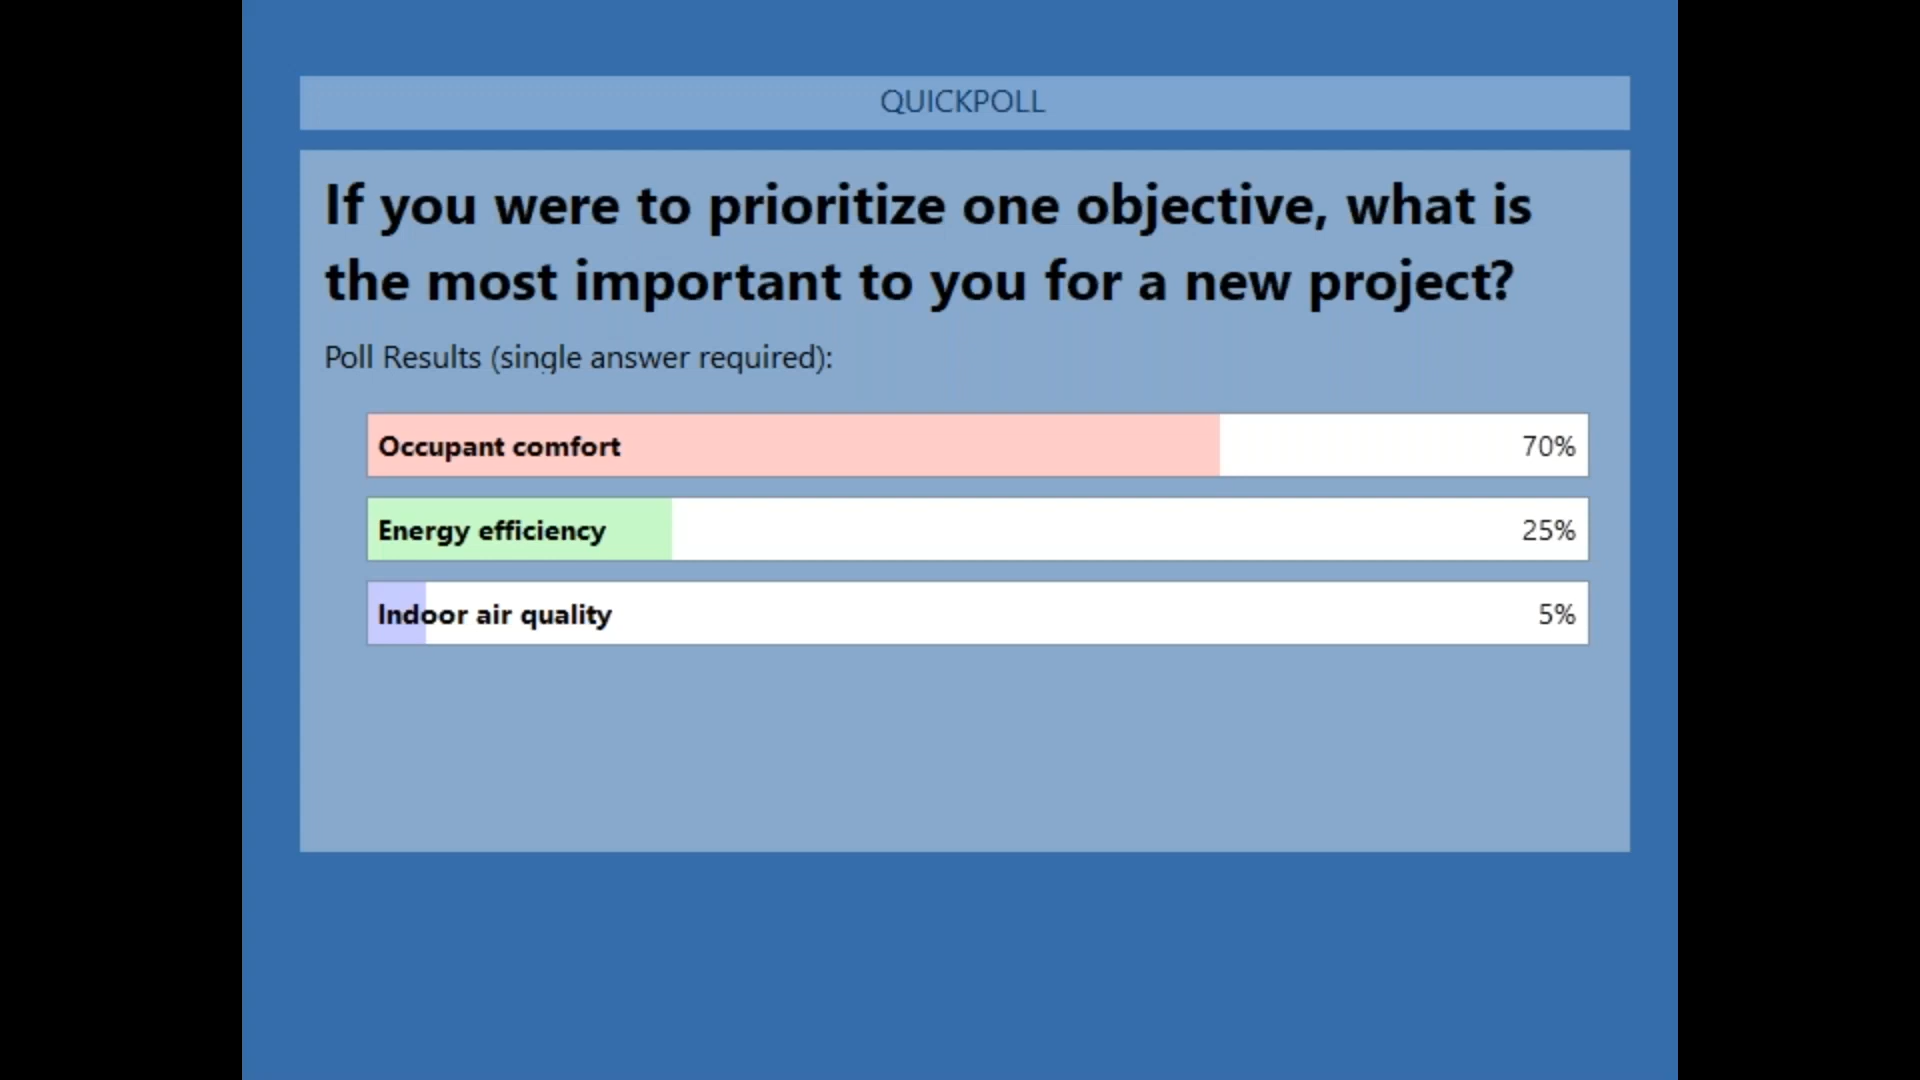 QUICKPOLL
If you were to prioritize one objective, what is
the most important to you for a new project?
Poll Results (single answer required):
Occupant comfort 70%
Energy efficiency 25%
Indoor air quality 5%